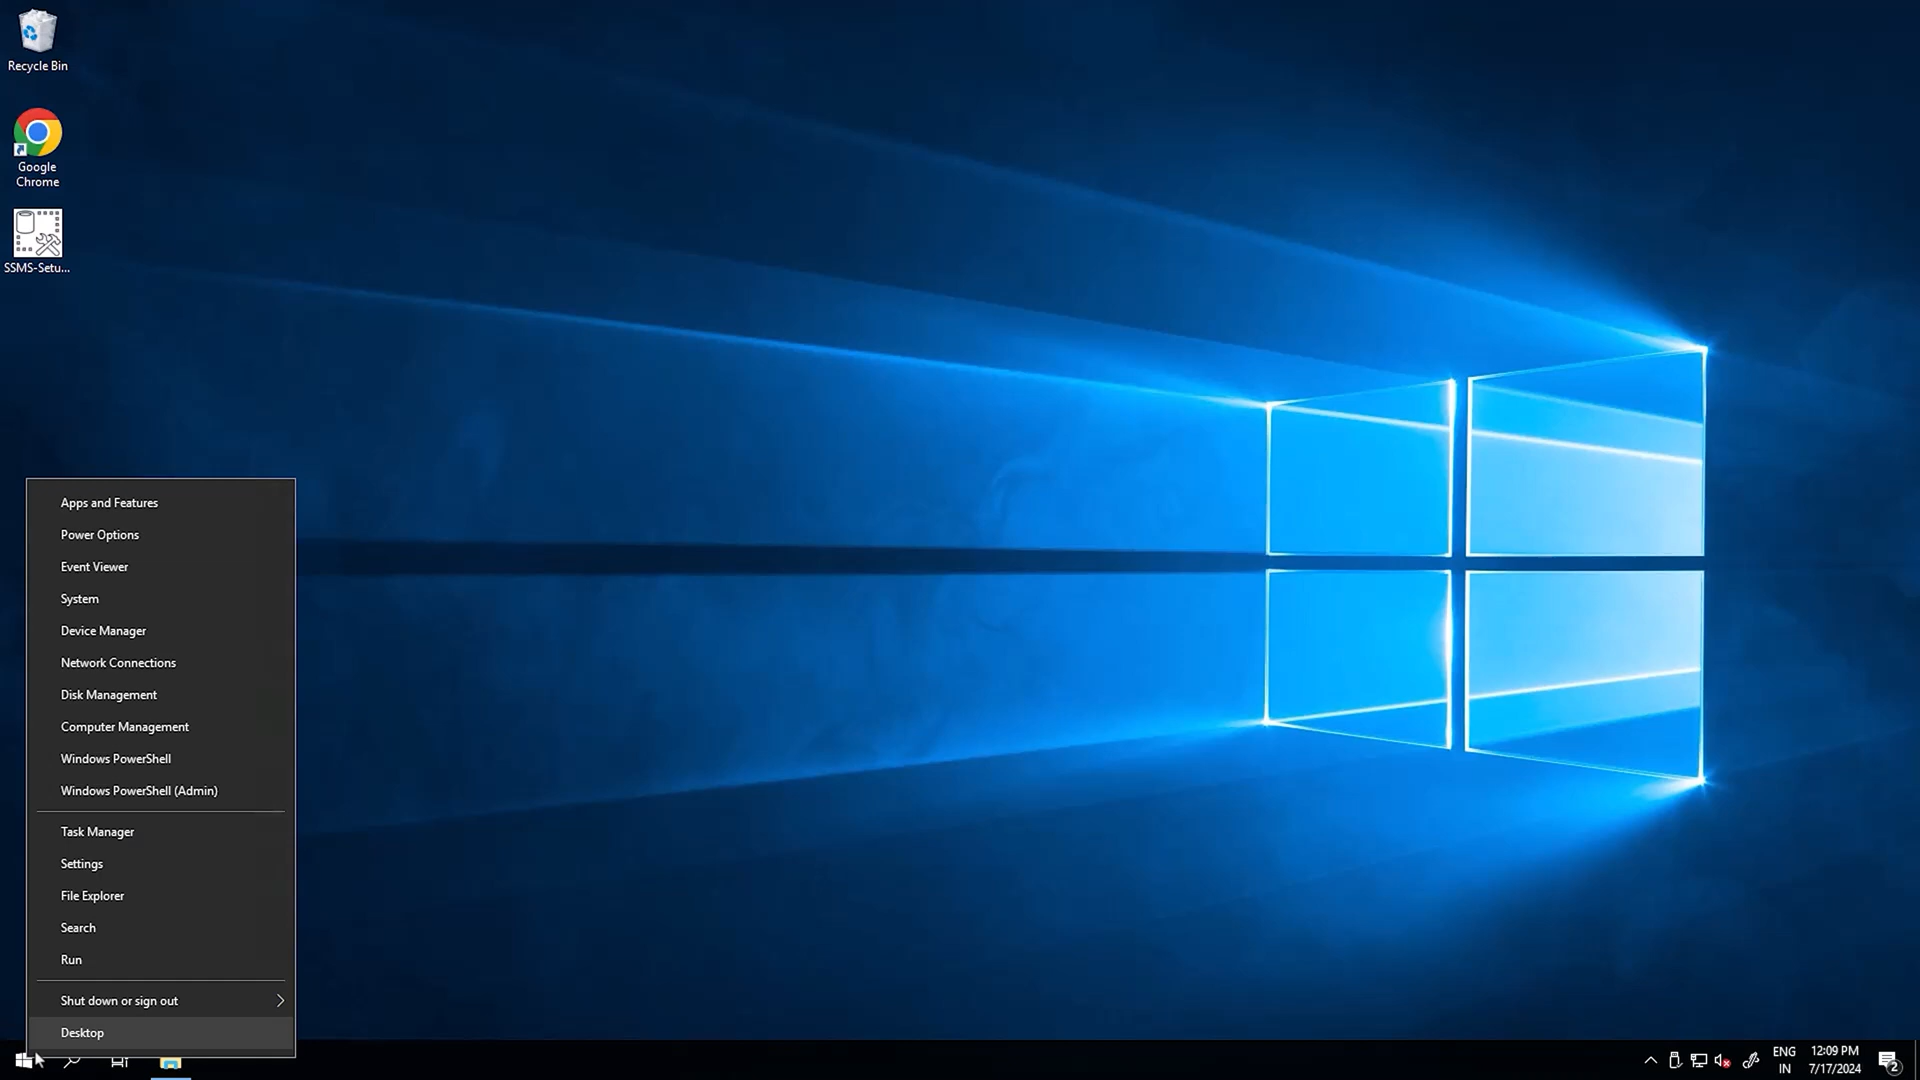 Recycle Bin
Google
Chrome
SSMS-Setu...
Apps and Features
Power Options
Event Viewer
System
Device Manager
Network Connections
Disk Management
Computer Management
Windows PowerShell
Windows PowerShell (Admin)
Task Manager
Settings
File Explorer
Search
Run
Shut down or sign out
Desktop
ENG
IN
12:09 PM
7/17/2024
2